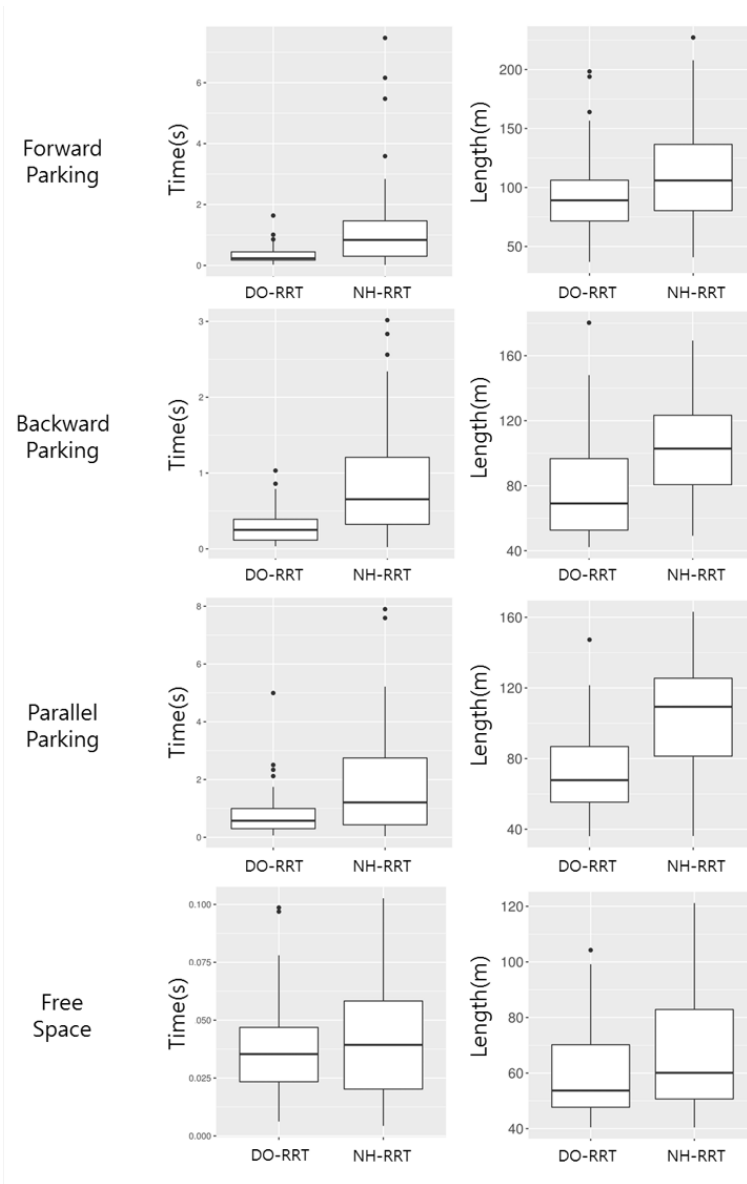 Forward
Parking
Time(s)
6
4
2
0
DO-RRT NH-RRT
Length(m)
200
150
100
50
DO-RRT NH-RRT
Backward
Parking
Time(s)
3
2
1
0
DO-RRT NH-RRT
Length(m)
160
120
80
40
DO-RRT NH-RRT
Parallel
Parking
Time(s)
8
6
4
2
0
DO-RRT NH-RRT
Length(m)
160
120
80
40
DO-RRT NH-RRT
Free
Space
Time(s)
0.100
0.075
.050
0.025
0.000
DO-RRT NH-RRT
Length(m)
120
100
80
60
40
DO-RRT NH-RRT